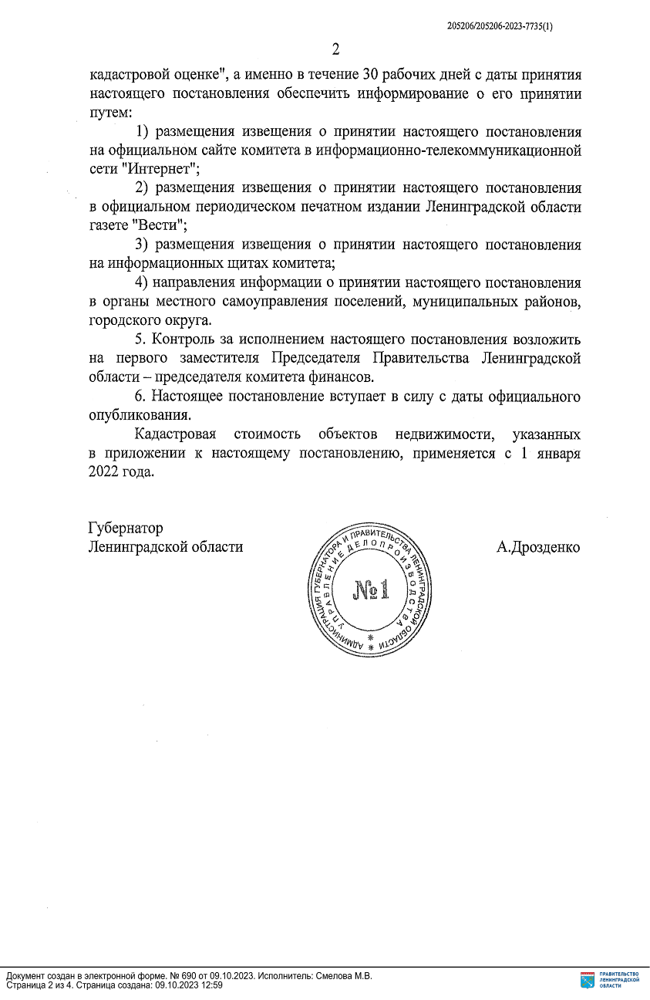 205206/205206-2023-7735(1)
2
кадастровой оценке", а именно в течение 30 рабочих дней с даты принятия
настоящего постановления обеспечить информирование о его принятии
путем:
1) размещения извещения о принятии настоящего постановления
на официальном сайте комитета в информационно-телекоммуникационной
сети "Интернет";
2) размещения извещения о принятии настоящего постановления
в официальном периодическом печатном издании Ленинградской области
газете "Вести";
3) размещения извещения о принятии настоящего постановления
на информационных щитах комитета;
4) направления информации о принятии настоящего постановления
в органы местного самоуправления поселений, муниципальных районов,
городского округа.
5. Контроль за исполнением настоящего постановления возложить
на первого заместителя Председателя Правительства Ленинградской
области – председателя комитета финансов.
6. Настоящее постановление вступает в силу с даты официального
опубликования.
Кадастровая стоимость объектов недвижимости, указанных
в приложении к настоящему постановлению, применяется с 1 января
2022 года.
Губернатор
Ленинградской области
А.Дрозденко
АДМИНИСТРАЦИЯ ГУБЕРНАТОРА И ПРАВИТЕЛЬСТВА ЛЕНИНГРАДСКОЙ ОБЛАСТИ
УПРАВЛЕНИЕ ДЕЛОПРОИЗВОДСТВА
№1
Документ создан в электронной форме. № 690 от 09.10.2023. Исполнитель: Смелова М.В.
Страница 2 из 4. Страница создана: 09.10.2023 12:59
ПРАВИТЕЛЬСТВО
ЛЕНИНГРАДСКОЙ
ОБЛАСТИ